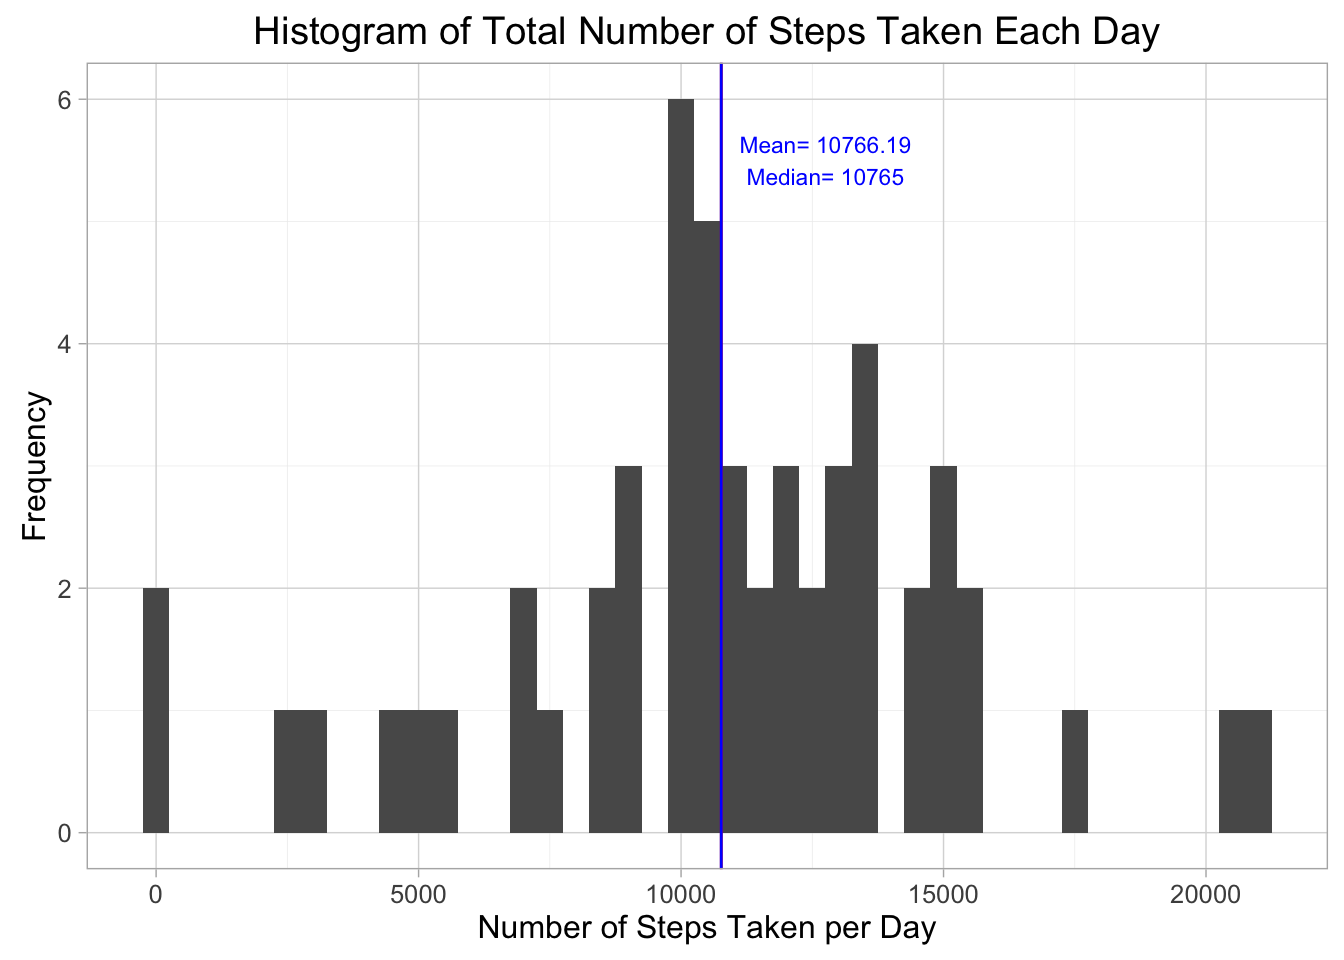 Histogram of Total Number of Steps Taken Each Day
6
Mean= 10766.19
Median= 10765
4
Frequency
2
0
0 5000 10000 15000 20000
Number of Steps Taken per Day